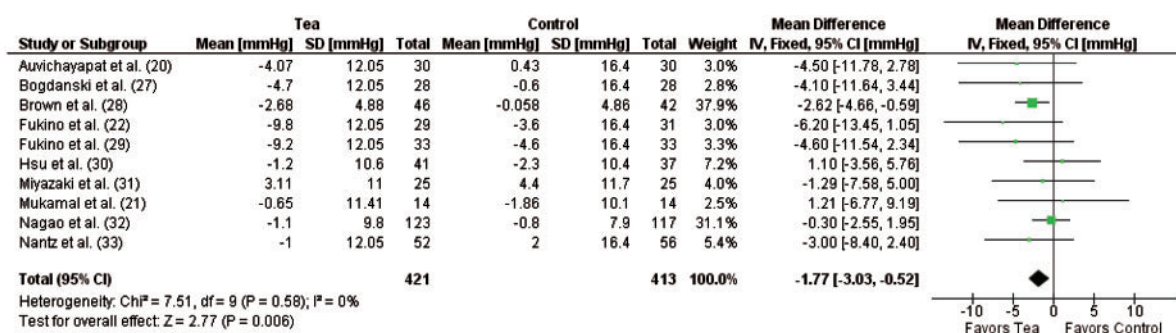 Tea Control Mean Difference Mean Difference
Study or Subgroup Mean [mmHg] SD [mmHg] Total Mean [mmHg] SD [mmHg] Total Weight IV, Fixed, 95% CI [mmHg] IV, Fixed, 95% CI [mmHg]
Auvichayapat et al. (20) -4.07 12.05 30 0.43 16.4 30 3.0% -4.50 [-11.78, 2.78]
Bogdanski et al. (27) -4.7 12.05 28 -0.6 16.4 28 2.8% -4.10 [-11.64, 3.44]
Brown et al. (28) -2.68 4.88 46 -0.058 4.86 42 37.9% -2.62 [-4.66, -0.59]
Fukino et al. (22) -9.8 12.05 29 -3.6 16.4 31 3.0% -6.20 [-13.45, 1.05]
Fukino et al. (29) -9.2 12.05 33 -4.6 16.4 33 3.3% -4.60 [-11.54, 2.34]
Hsu et al. (30) -1.2 10.6 41 -2.3 10.4 37 7.2% 1.10 [-3.56, 5.76]
Miyazaki et al. (31) 3.11 11 25 4.4 11.7 25 4.0% -1.29 [-7.58, 5.00]
Mukamal et al. (21) -0.65 11.41 14 -1.86 10.1 14 2.5% 1.21 [-6.77, 9.19]
Nagao et al. (32) -1.1 9.8 123 -0.8 7.9 117 31.1% -0.30 [-2.55, 1.95]
Nantz et al. (33) -1 12.05 52 2 16.4 56 5.4% -3.00 [-8.40, 2.40]
Total (95% CI) 421 413 100.0% -1.77 [-3.03, -0.52]
Heterogeneity: Chi² = 7.51, df = 9 (P = 0.58); I² = 0%
Test for overall effect: Z = 2.77 (P = 0.006)
-10 -5 0 5 10
Favors Tea Favors Control